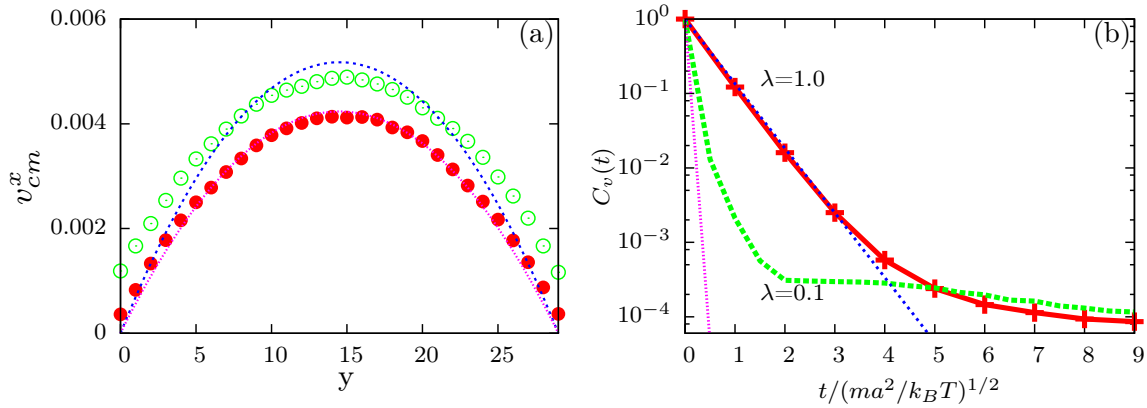 (a)
0.006
0.004
0.002
0
v_{cm}^{x}
0 5 10 15 20 25
y
(b)
10^0
10^{-1}
10^{-2}
10^{-3}
10^{-4}
C_v(t)
λ=1.0
λ=0.1
0 1 2 3 4 5 6 7 8 9
t/(ma^2/k_BT)^{1/2}